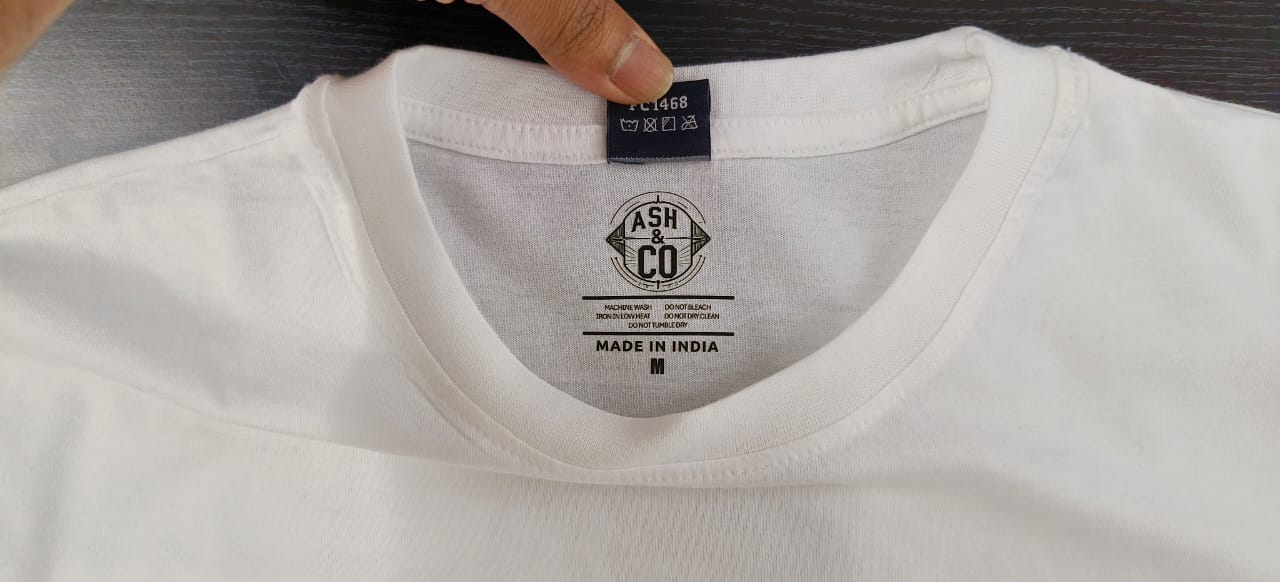 FC1468
ASH
&
CO
MACHINE WASH DO NOT BLEACH
IRON IN LOW HEAT DO NOT DRY CLEAN
DO NOT TUMBLE DRY
MADE IN INDIA
M